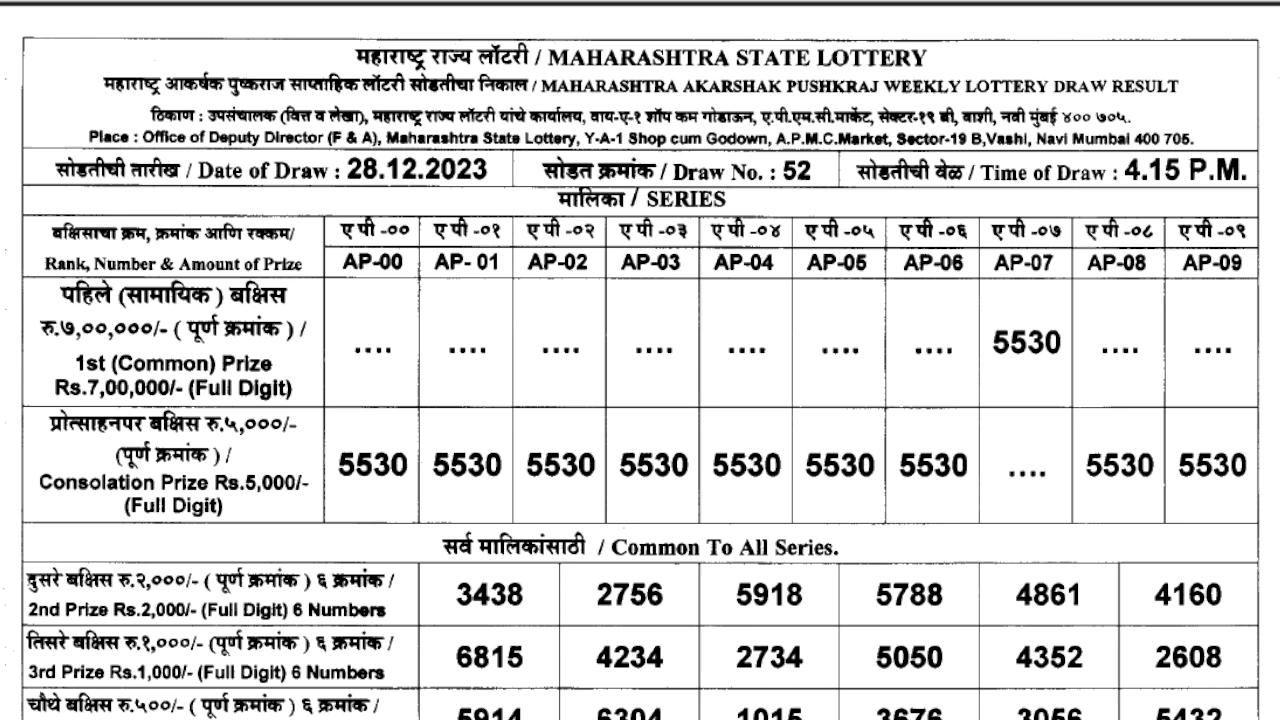 महाराष्ट्र राज्य लॉटरी / MAHARASHTRA STATE LOTTERY
महाराष्ट्र आकर्षक पुष्कराज साप्ताहिक लॉटरी सोडतीचा निकाल / MAHARASHTRA AKARSHAK PUSHKRAJ WEEKLY LOTTERY DRAW RESULT
ठिकाण : उपसंचालक (वित्त व लेखा), महाराष्ट्र राज्य लॉटरी यांचे कार्यालय, वाय-ए-१ शॉप कम गोडाऊन, ए.पी.एम.सी.मार्केट, सेक्टर-१९ बी, वाशी, नवी मुंबई ४०० ७०५.
Place : Office of Deputy Director (F & A), Maharashtra State Lottery, Y-A-1 Shop cum Godown, A.P.M.C.Market, Sector-19 B,Vashi, Navi Mumbai 400 705.
सोडतीची तारीख / Date of Draw : 28.12.2023 सोडत क्रमांक / Draw No. : 52 सोडतीची वेळ / Time of Draw : 4.15 P.M.
मालिका / SERIES
बक्षिसाचा क्रम, क्रमांक आणि रक्कम/ ए पी -०० ए पी -०१ ए पी -०२ ए पी -०३ ए पी -०४ ए पी -०५ ए पी -०६ ए पी -०७ ए पी -०८ ए पी -०९
Rank, Number & Amount of Prize AP-00 AP- 01 AP-02 AP-03 AP-04 AP-05 AP-06 AP-07 AP-08 AP-09
पहिले (सामायिक ) बक्षिस
रु.७,००,०००/- ( पूर्ण क्रमांक ) /
1st (Common) Prize
Rs.7,00,000/- (Full Digit)
.... .... .... .... .... .... .... 5530 .... ....
प्रोत्साहनपर बक्षिस रु.५,०००/-
(पूर्ण क्रमांक ) /
Consolation Prize Rs.5,000/-
(Full Digit)
5530 5530 5530 5530 5530 5530 5530 .... 5530 5530
सर्व मालिकांसाठी / Common To All Series.
दुसरे बक्षिस रु.२,०००/- ( पूर्ण क्रमांक ) ६ क्रमांक /
2nd Prize Rs.2,000/- (Full Digit) 6 Numbers
3438 2756 5918 5788 4861 4160
तिसरे बक्षिस रु.१,०००/- (पूर्ण क्रमांक ) ६ क्रमांक /
3rd Prize Rs.1,000/- (Full Digit) 6 Numbers
6815 4234 2734 5050 4352 2608
चौथे बक्षिस रु.५००/- ( पूर्ण क्रमांक ) ६ क्रमांक /
5914 6304 1015 3676 3056 5432